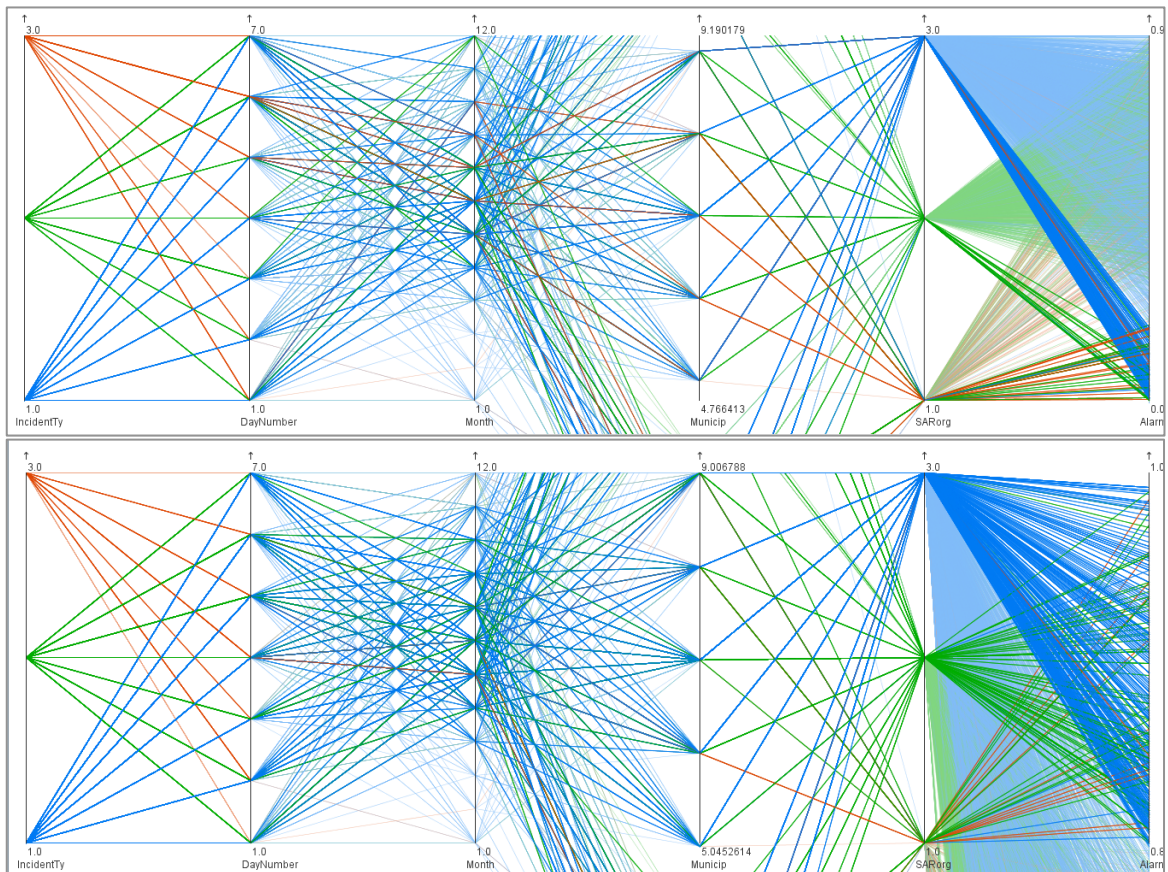 ↑ ↑ ↑ ↑ ↑ ↑
3.0 7.0 12.0 9.190179 3.0 0.9
1.0 1.0 1.0 4.766413 1.0 0.0
IncidentTy DayNumber Month Municip SARorg Alarm
↑ ↑ ↑ ↑ ↑ ↑
3.0 7.0 12.0 9.006788 3.0 1.0
1.0 1.0 1.0 5.0452614 1.0 0.8
IncidentTy DayNumber Month Municip SARorg Alarm